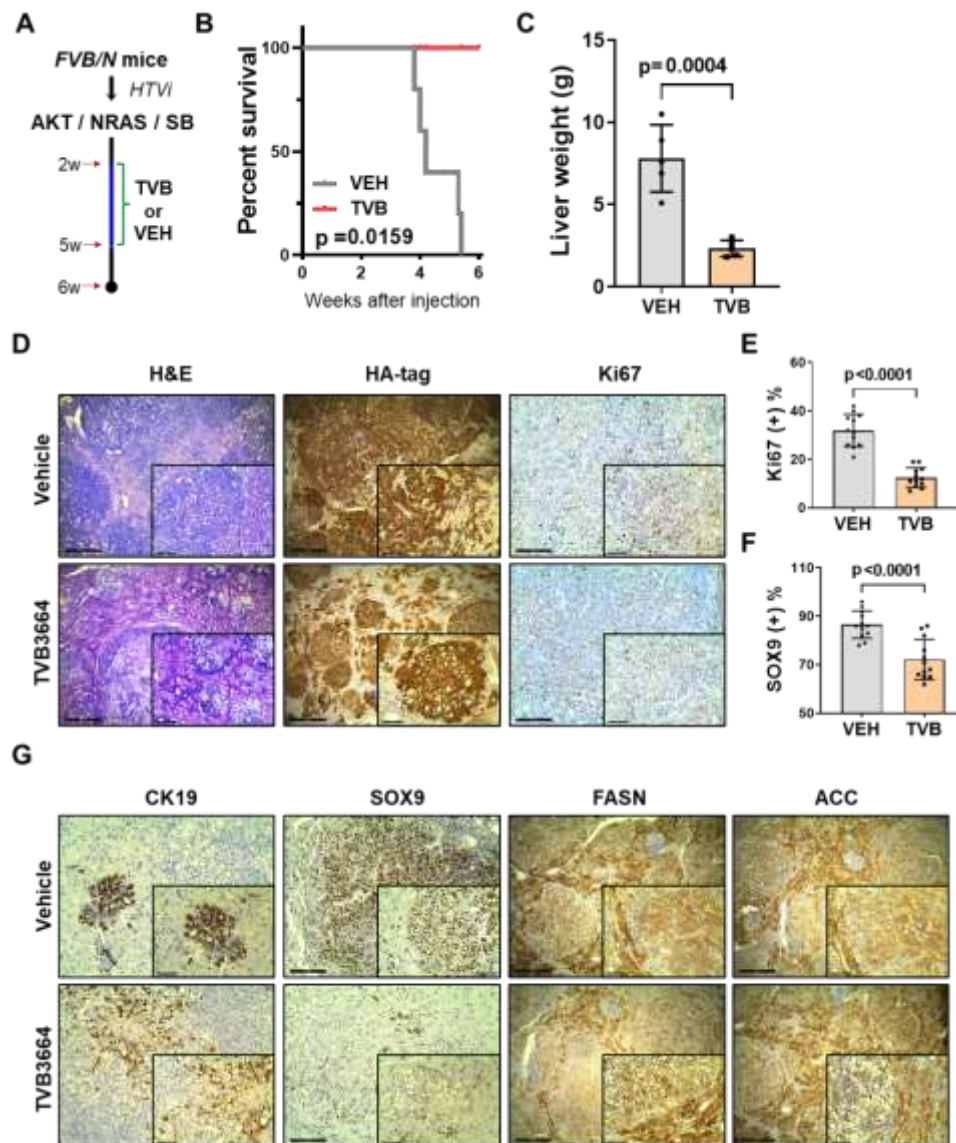 A
FVB/N mice
HTVi
AKT / NRAS / SB
2w
TVB
or
VEH
5w
6w
B
Percent survival
100
50
0
VEH
TVB
p =0.0159
0 2 4 6
Weeks after injection
C
Liver weight (g)
15
10
5
0
p=0.0004
VEH TVB
D
H&E HA-tag Ki67
Vehicle
TVB3664
E
Ki67 (+) %
60
40
20
0
p<0.0001
VEH TVB
F
SOX9 (+) %
110
90
70
50
p<0.0001
VEH TVB
G
CK19 SOX9 FASN ACC
Vehicle
TVB3664